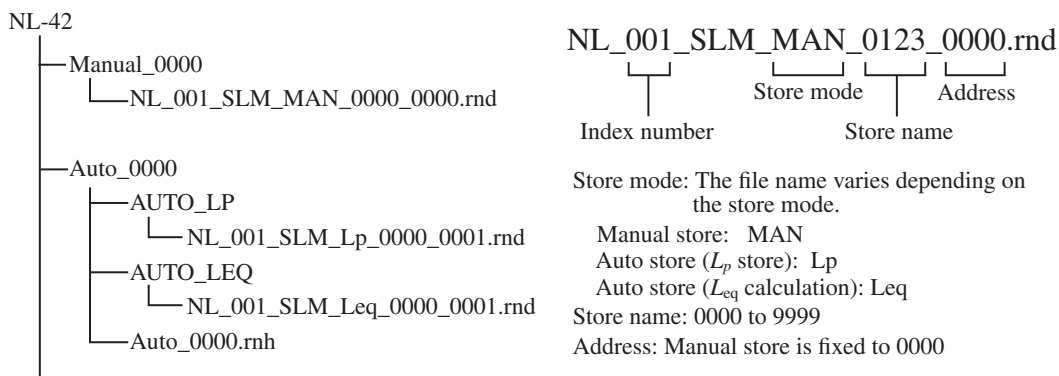 NL-42
Manual_0000
NL_001_SLM_MAN_0000_0000.rnd
Auto_0000
AUTO_LP
NL_001_SLM_Lp_0000_0001.rnd
AUTO_LEQ
NL_001_SLM_Leq_0000_0001.rnd
Auto_0000.rnh
NL_001_SLM_MAN_0123_0000.rnd
Store mode Address
Index number Store name
Store mode: The file name varies depending on
the store mode.
Manual store: MAN
Auto store (Lp store): Lp
Auto store (Leq calculation): Leq
Store name: 0000 to 9999
Address: Manual store is fixed to 0000